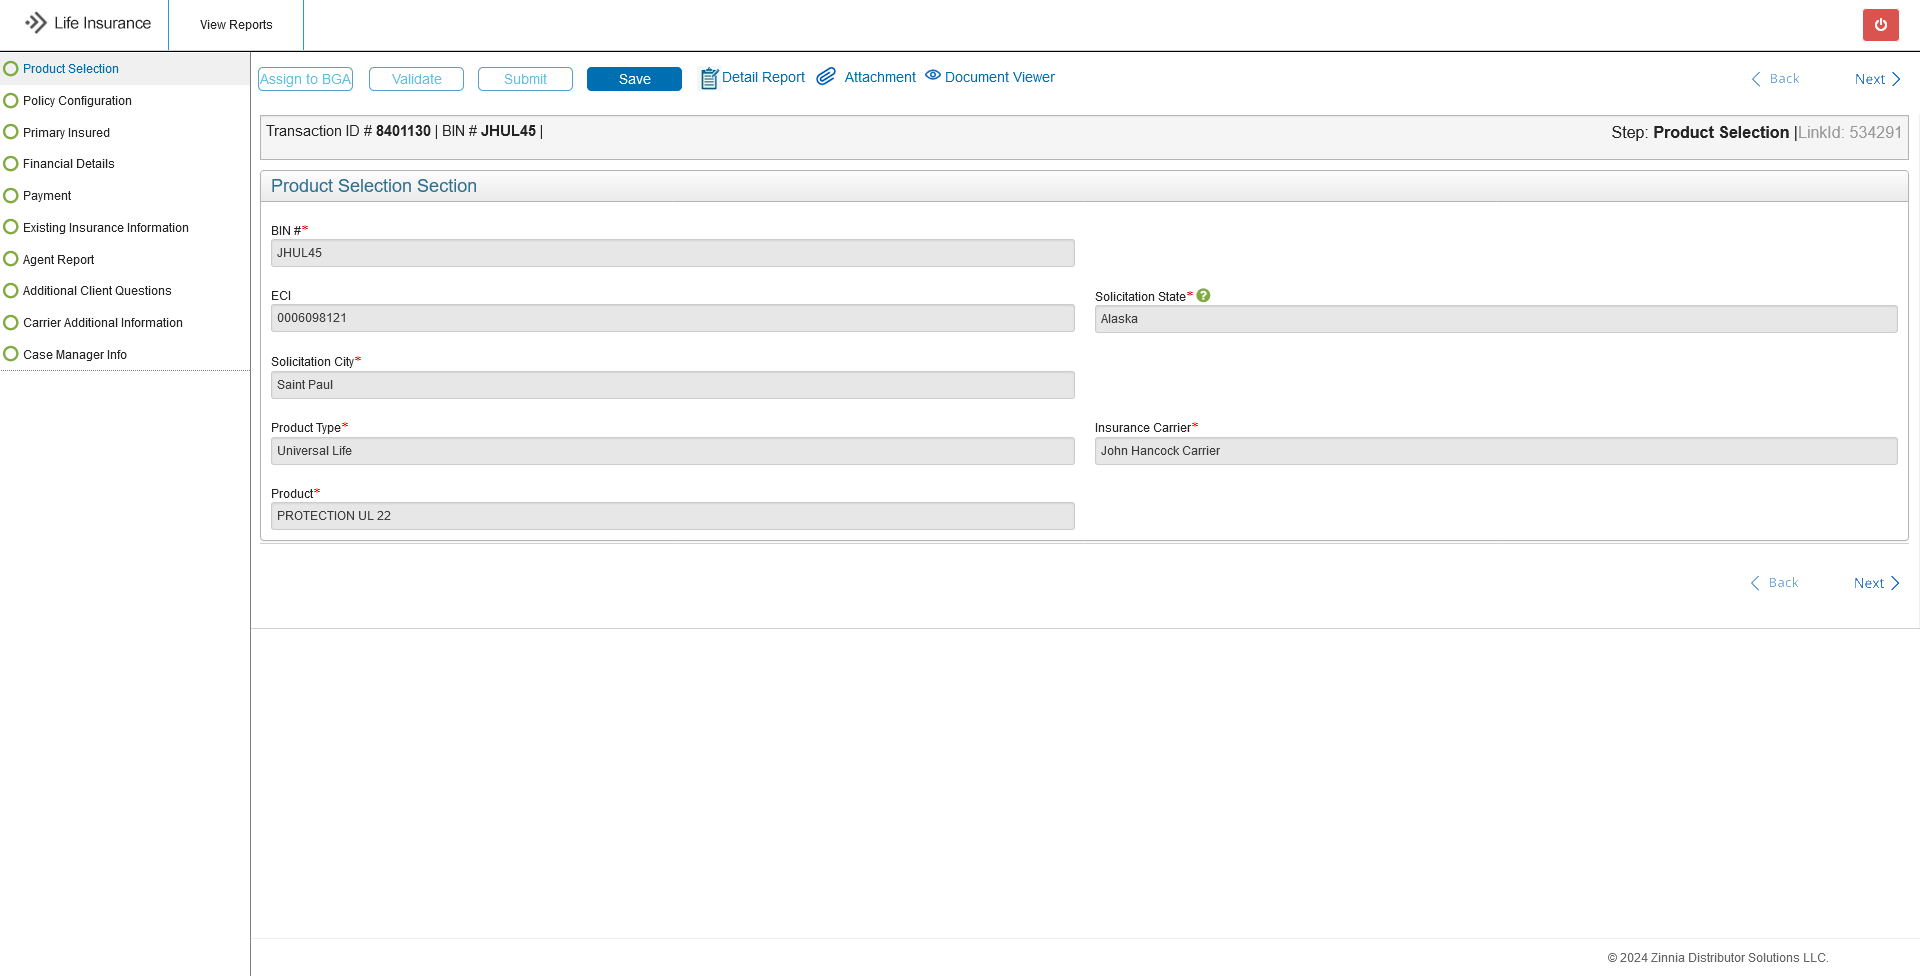 Life Insurance
View Reports
Product Selection
Policy Configuration
Primary Insured
Financial Details
Payment
Existing Insurance Information
Agent Report
Additional Client Questions
Carrier Additional Information
Case Manager Info
Assign to BGA Validate Submit Save Detail Report Attachment Document Viewer Back Next
Transaction ID # 8401130 | BIN # JHUL45 |
Step: Product Selection |LinkId: 534291
Product Selection Section
BIN #*
JHUL45
ECI
0006098121
Solicitation State* ?
Alaska
Solicitation City*
Saint Paul
Product Type*
Universal Life
Insurance Carrier*
John Hancock Carrier
Product*
PROTECTION UL 22
Back Next
© 2024 Zinnia Distributor Solutions LLC.